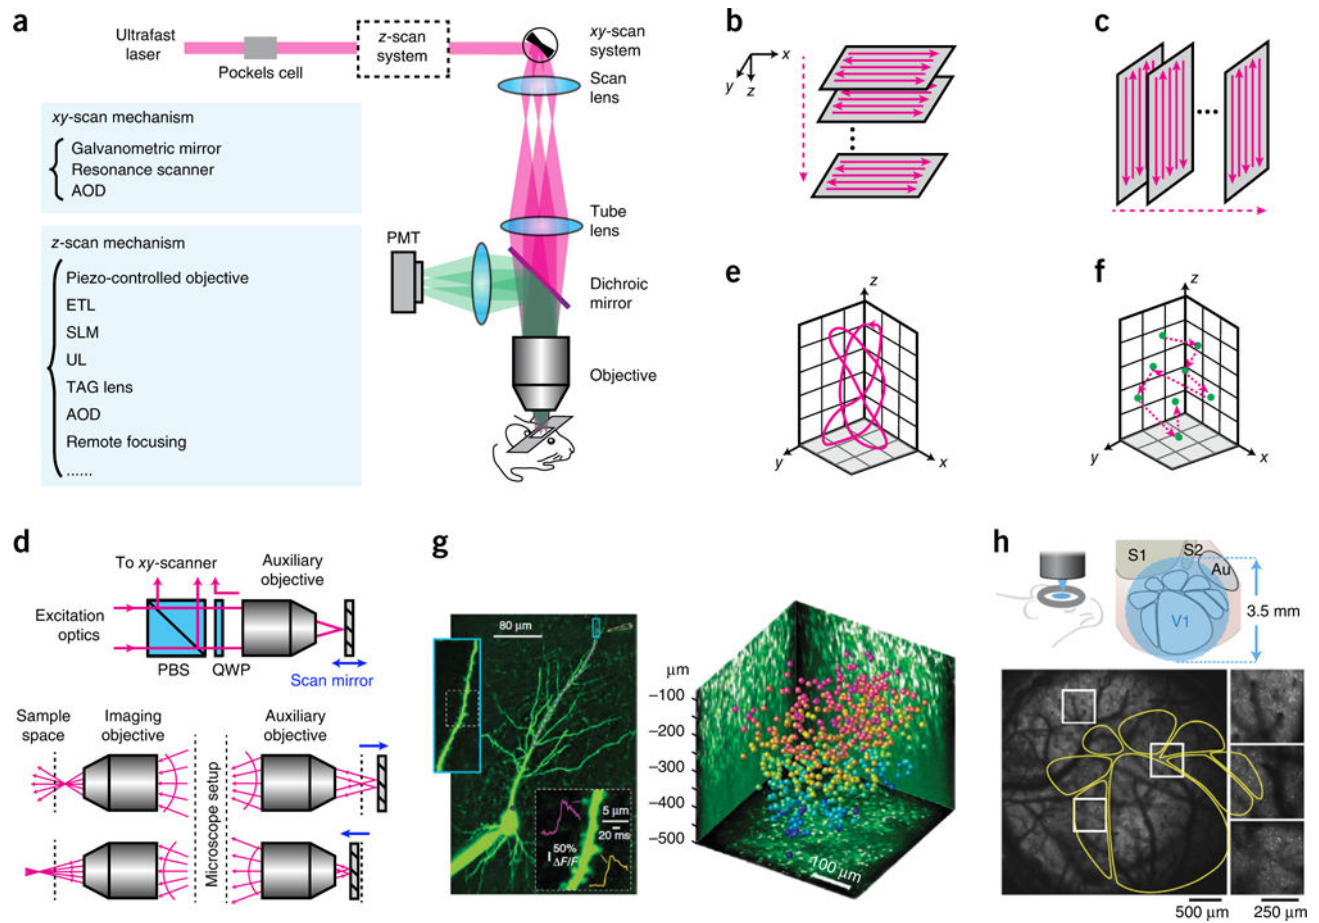 a
Ultrafast
laser
Pockels cell
z-scan
system
xy-scan
system
Scan
lens
xy-scan mechanism
Galvanometric mirror
Resonance scanner
AOD
z-scan mechanism
Piezo-controlled objective
ETL
SLM
UL
TAG lens
AOD
Remote focusing
......
Tube
lens
PMT
Dichroic
mirror
Objective
b
x
y
z
c
e
z
y
x
f
z
y
x
d
To xy-scanner
Auxiliary
objective
Excitation
optics
PBS
QWP
Scan mirror
Sample
space
Imaging
objective
Auxiliary
objective
Microscope setup
g
80 µm
5 µm
20 ms
50%
ΔF/F
µm
–100
–200
–300
–400
–500
100 µm
h
S1
S2
Au
V1
3.5 mm
500 µm
250 µm